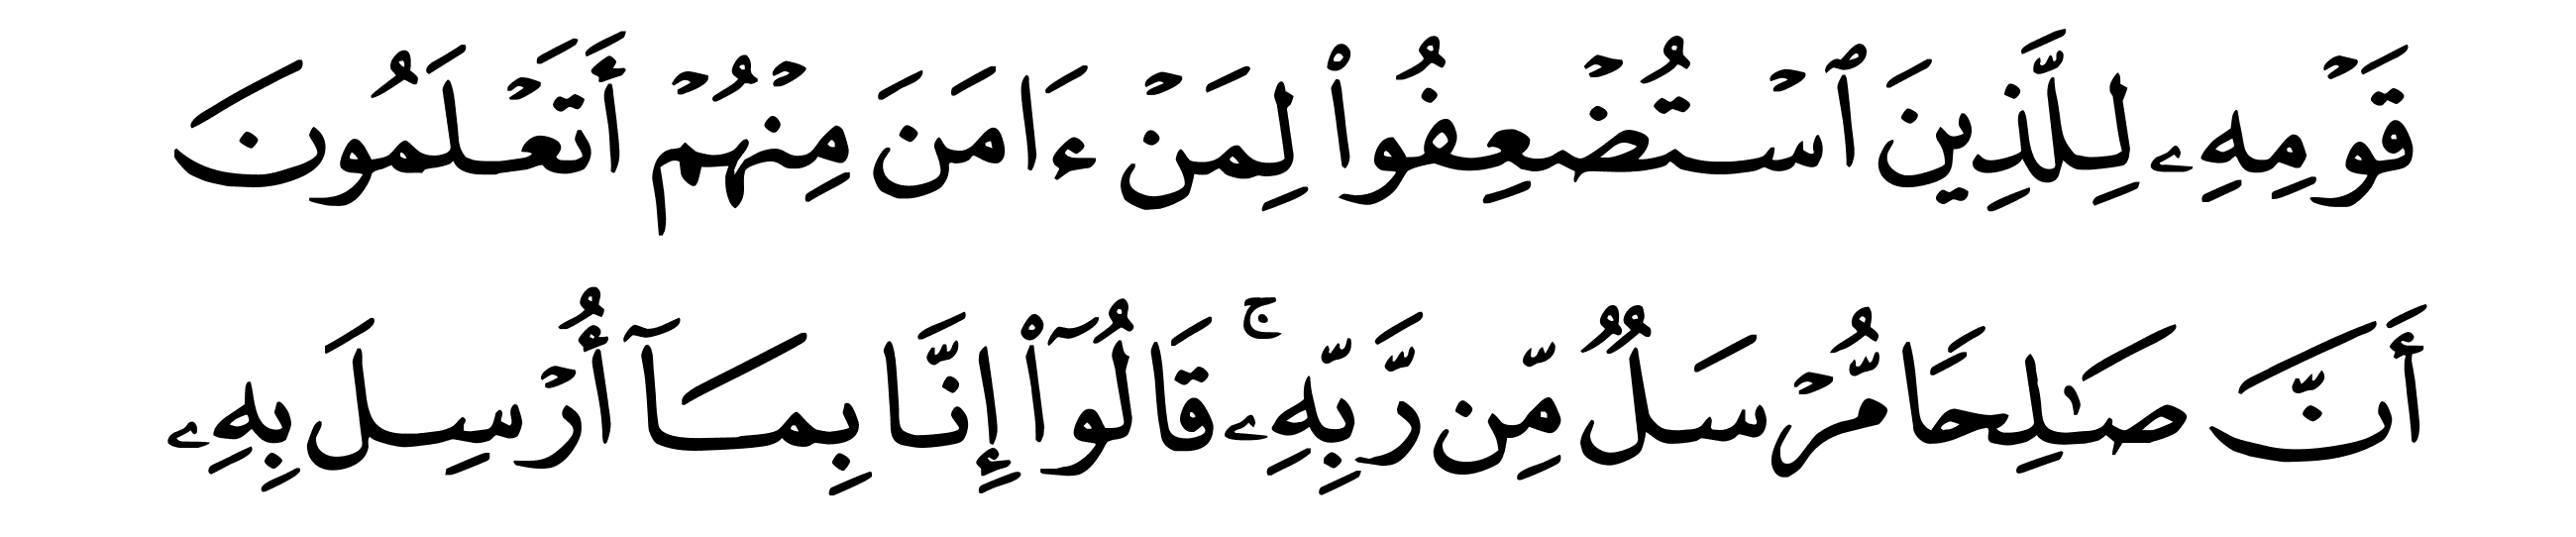 قَوۡمِهِۦ لِلَّذِينَ ٱسۡتُضۡعِفُواْ لِمَنۡ ءَامَنَ مِنۡهُمۡ أَتَعۡلَمُونَ
أَنَّ صَٰلِحٗا مُّرۡسَلٞ مِّن رَّبِّهِۦۚ قَالُوٓاْ إِنَّا بِمَآ أُرۡسِلَ بِهِۦ